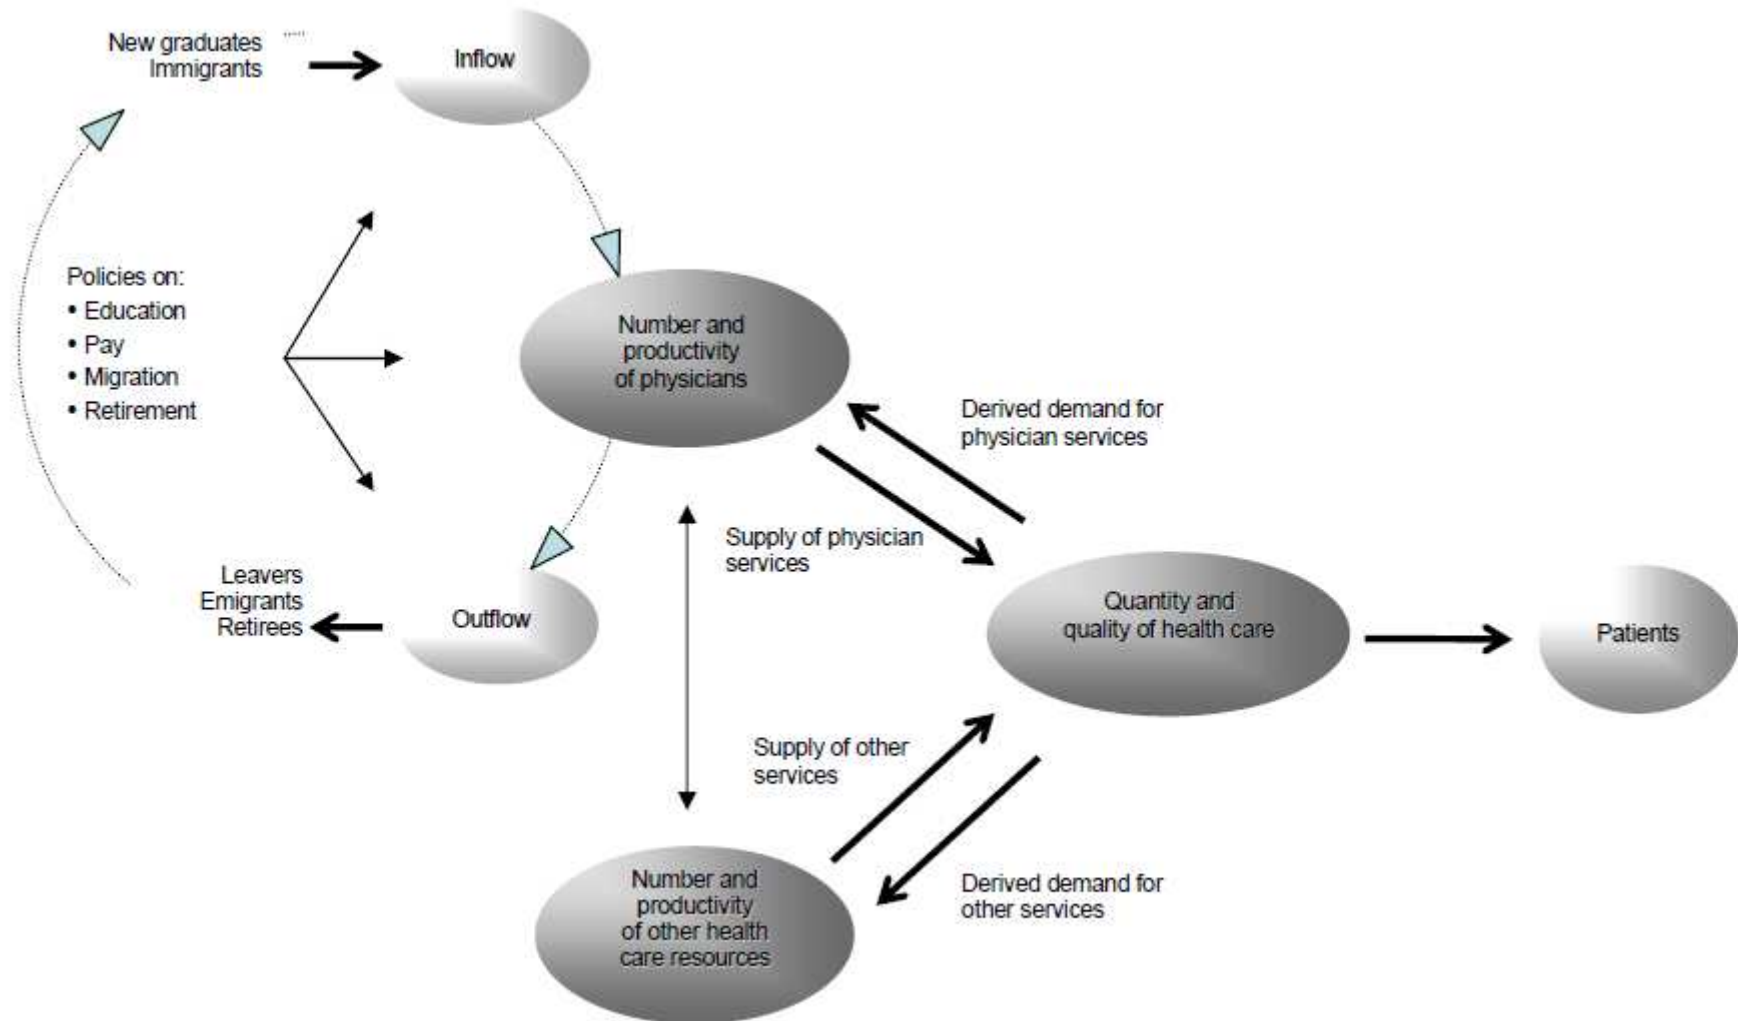 New graduates
Immigrants
Inflow
Policies on:
• Education
• Pay
• Migration
• Retirement
Number and
productivity
of physicians
Derived demand for
physician services
Supply of physician
services
Leavers
Emigrants
Retirees
Outflow
Quantity and
quality of health care
Patients
Supply of other
services
Number and
productivity
of other health
care resources
Derived demand for
other services